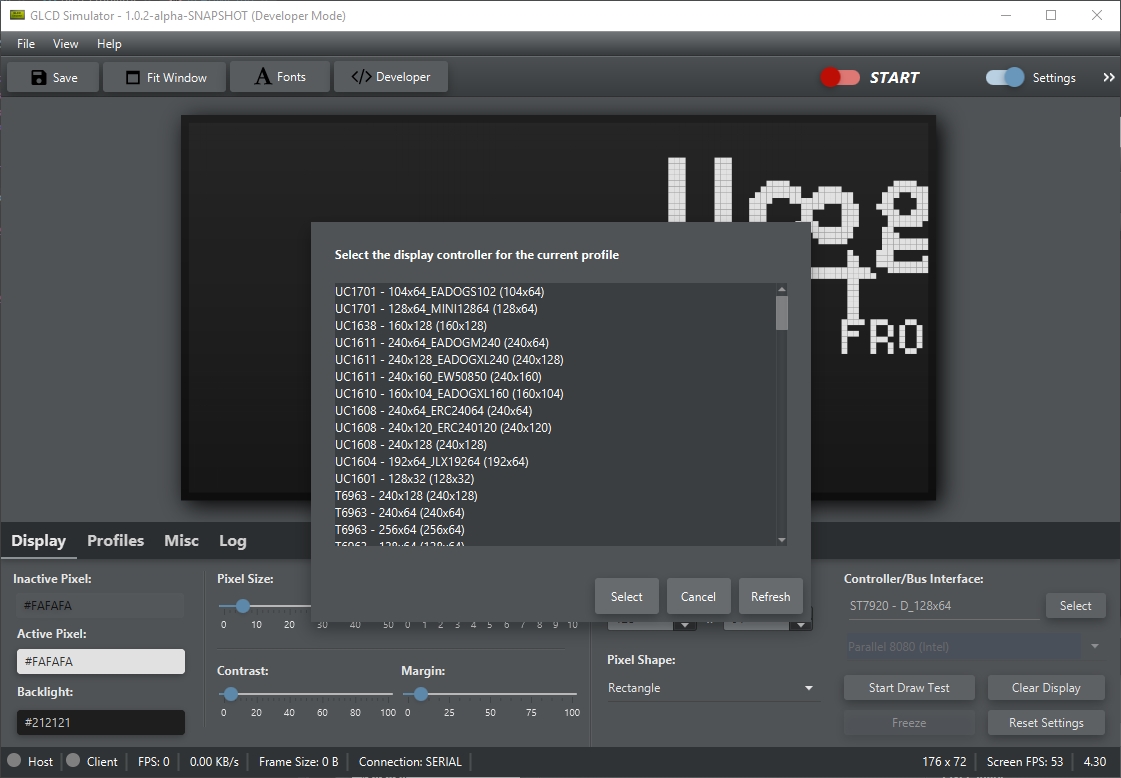 GLCD Simulator - 1.0.2-alpha-SNAPSHOT (Developer Mode)
File View Help
Save Fit Window Fonts Developer START Settings
FRO
Select the display controller for the current profile
UC1701 - 104x64_EADOGS102 (104x64)
UC1701 - 128x64_MINI12864 (128x64)
UC1638 - 160x128 (160x128)
UC1611 - 240x64_EADOGM240 (240x64)
UC1611 - 240x128_EADOGXL240 (240x128)
UC1611 - 240x160_EW50850 (240x160)
UC1610 - 160x104_EADOGXL160 (160x104)
UC1608 - 240x64_ERC24064 (240x64)
UC1608 - 240x120_ERC240120 (240x120)
UC1608 - 240x128 (240x128)
UC1604 - 192x64_JLX19264 (192x64)
UC1601 - 128x32 (128x32)
T6963 - 240x128 (240x128)
T6963 - 240x64 (240x64)
T6963 - 256x64 (256x64)
T6963 - 128x64 (128x64)
Select Cancel Refresh
Display Profiles Misc Log
Inactive Pixel:
#FAFAFA
Active Pixel:
#FAFAFA
Backlight:
#212121
Pixel Size:
0 10 20 30 40 50 0 1 2 3 4 5 6 7 8 9 10
Contrast: Margin:
0 20 40 60 80 100 0 25 50 75 100
Pixel Shape:
Rectangle
Controller/Bus Interface:
ST7920 - D_128x64 Select
Parallel 8080 (Intel)
Start Draw Test Clear Display
Freeze Reset Settings
Host Client FPS: 0 0.00 KB/s Frame Size: 0 B Connection: SERIAL 176 x 72 Screen FPS: 53 4.30